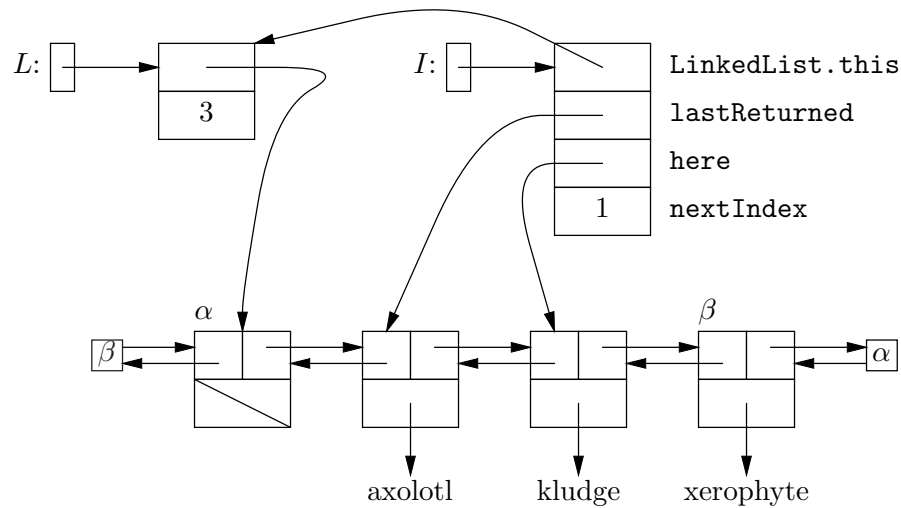 L:
I:
LinkedList.this
3
lastReturned
here
1
nextIndex
α
β
β
α
axolotl kludge xerophyte